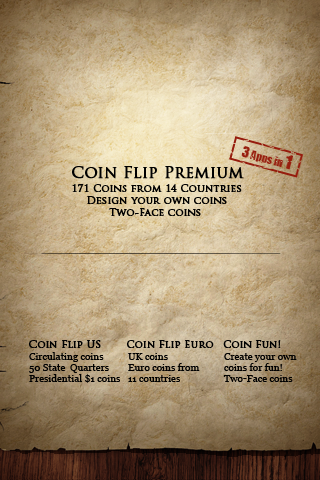 3 Apps in 1
Coin Flip Premium
171 Coins from 14 Countries
Design your own coins
Two-Face coins
Coin Flip US
Circulating coins
50 State Quarters
Presidential $1 coins
Coin Flip Euro
UK coins
Euro coins from
11 countries
Coin Fun!
Create your own
coins for fun!
Two-Face coins